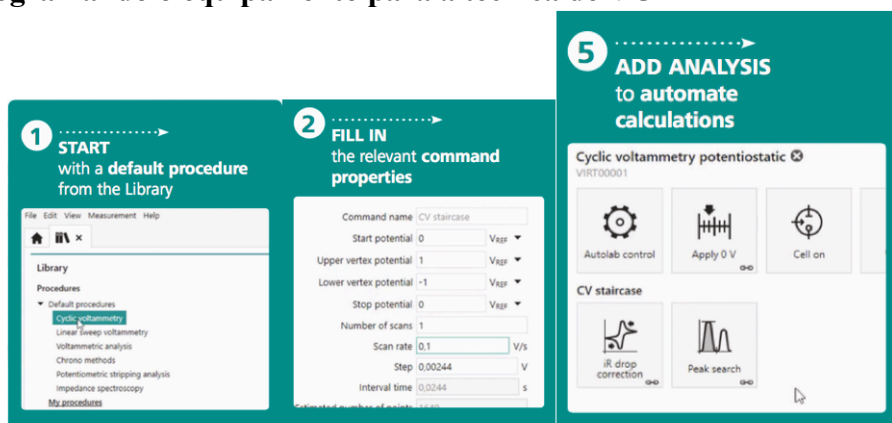 1
START
with a default procedure
from the Library
File Edit View Measurement Help
Library
Procedures
Default procedures
Cyclic voltammetry
Linear sweep voltammetry
Voltammetric analysis
Chrono methods
Potentiometric stripping analysis
Impedance spectroscopy
My procedures
2
FILL IN
the relevant command
properties
Command name CV staircase
Start potential 0 VREF
Upper vertex potential 1 VREF
Lower vertex potential -1 VREF
Stop potential 0 VREF
Number of scans 1
Scan rate 0,1 V/s
Step 0,00244 V
Interval time 0,0244 s
Estimated number of points 1640
5
ADD ANALYSIS
to automate
calculations
Cyclic voltammetry potentiostatic
VIRT00001
Autolab control
Apply 0 V
Cell on
CV staircase
iR drop
correction
Peak search